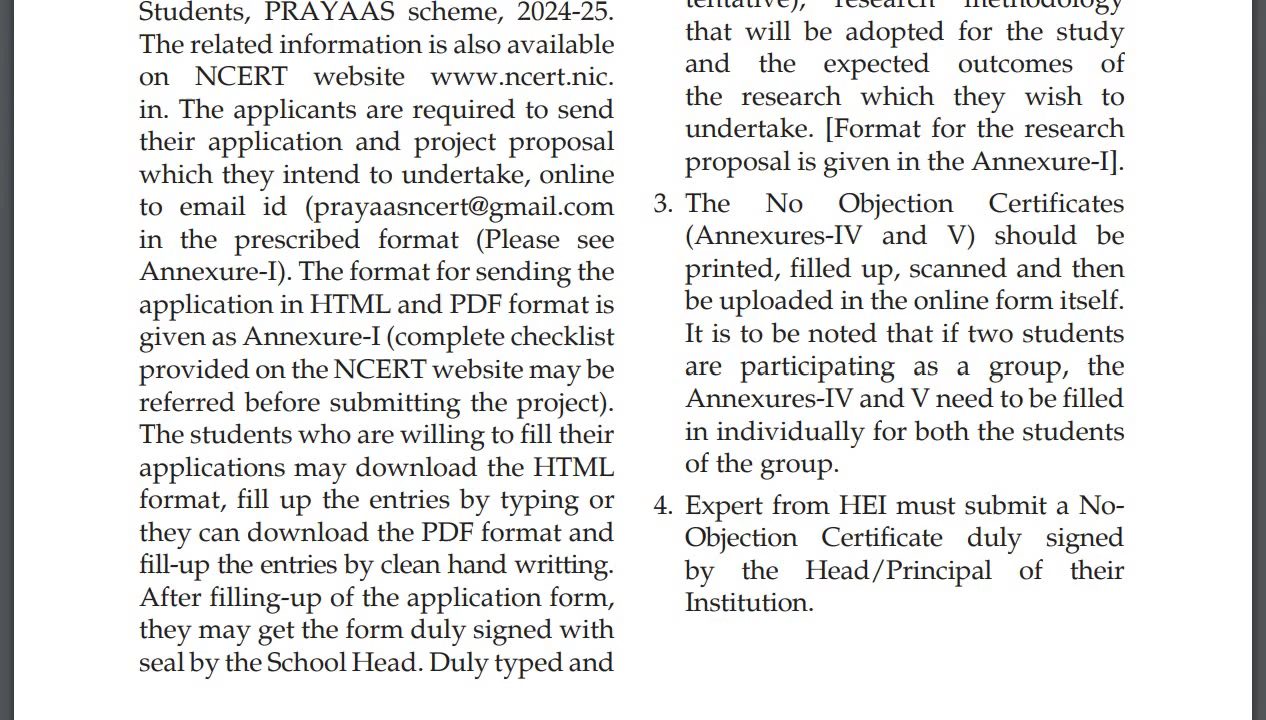 Students, PRAYAAS scheme, 2024-25.
The related information is also available
on NCERT website www.ncert.nic.
in. The applicants are required to send
their application and project proposal
which they intend to undertake, online
to email id (prayaasncert@gmail.com
in the prescribed format (Please see
Annexure-I). The format for sending the
application in HTML and PDF format is
given as Annexure-I (complete checklist
provided on the NCERT website may be
referred before submitting the project).
The students who are willing to fill their
applications may download the HTML
format, fill up the entries by typing or
they can download the PDF format and
fill-up the entries by clean hand writting.
After filling-up of the application form,
they may get the form duly signed with
seal by the School Head. Duly typed and
tentative), research methodology
that will be adopted for the study
and the expected outcomes of
the research which they wish to
undertake. [Format for the research
proposal is given in the Annexure-I].
3. The No Objection Certificates
(Annexures-IV and V) should be
printed, filled up, scanned and then
be uploaded in the online form itself.
It is to be noted that if two students
are participating as a group, the
Annexures-IV and V need to be filled
in individually for both the students
of the group.
4. Expert from HEI must submit a No-
Objection Certificate duly signed
by the Head/Principal of their
Institution.